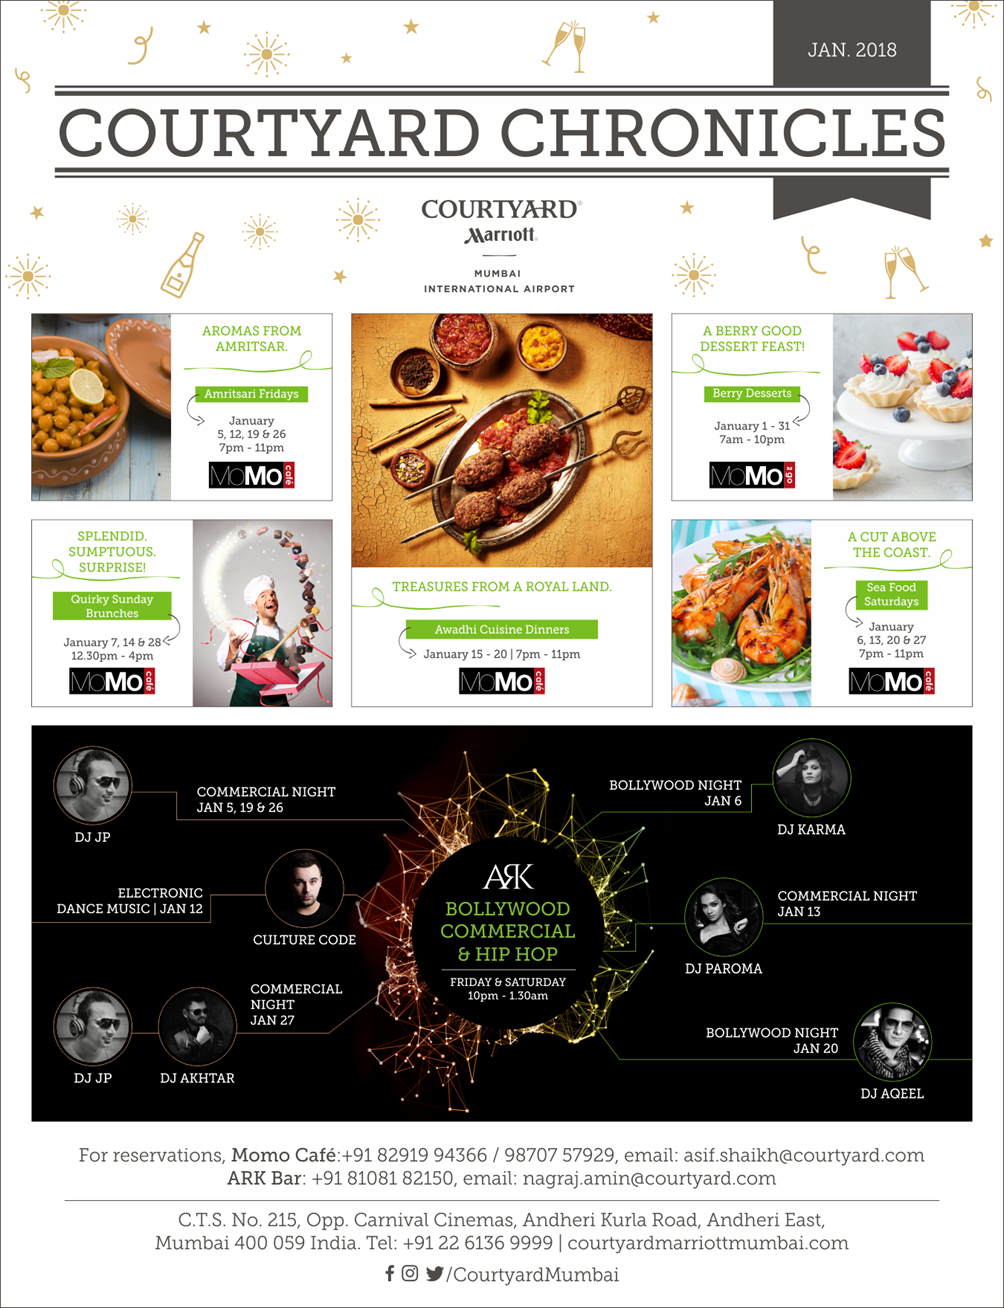 JAN. 2018
COURTYARD CHRONICLES
COURTYARD®
Marriott®
MUMBAI
INTERNATIONAL AIRPORT
AROMAS FROM
AMRITSAR.
Amritsari Fridays
January
5, 12, 19 & 26
7pm - 11pm
MoMo café
A BERRY GOOD
DESSERT FEAST!
Berry Desserts
January 1 - 31
7am - 10pm
MoMo 2 go
SPLENDID.
SUMPTUOUS.
SURPRISE!
Quirky Sunday
Brunches
January 7, 14 & 28
12.30pm - 4pm
MoMo café
TREASURES FROM A ROYAL LAND.
Awadhi Cuisine Dinners
January 15 - 20 | 7pm - 11pm
MoMo café
A CUT ABOVE
THE COAST.
Sea Food
Saturdays
January
6, 13, 20 & 27
7pm - 11pm
MoMo café
COMMERCIAL NIGHT
JAN 5, 19 & 26
DJ JP
ELECTRONIC
DANCE MUSIC | JAN 12
CULTURE CODE
COMMERCIAL
NIGHT
JAN 27
DJ JP
DJ AKHTAR
ARK
BOLLYWOOD
COMMERCIAL
& HIP HOP
FRIDAY & SATURDAY
10pm - 1.30am
BOLLYWOOD NIGHT
JAN 6
DJ KARMA
COMMERCIAL NIGHT
JAN 13
DJ PAROMA
BOLLYWOOD NIGHT
JAN 20
DJ AQEEL
For reservations, Momo Café:+91 82919 94366 / 98707 57929, email: asif.shaikh@courtyard.com
ARK Bar: +91 81081 82150, email: nagraj.amin@courtyard.com
C.T.S. No. 215, Opp. Carnival Cinemas, Andheri Kurla Road, Andheri East,
Mumbai 400 059 India. Tel: +91 22 6136 9999 | courtyardmarriottmumbai.com
/CourtyardMumbai